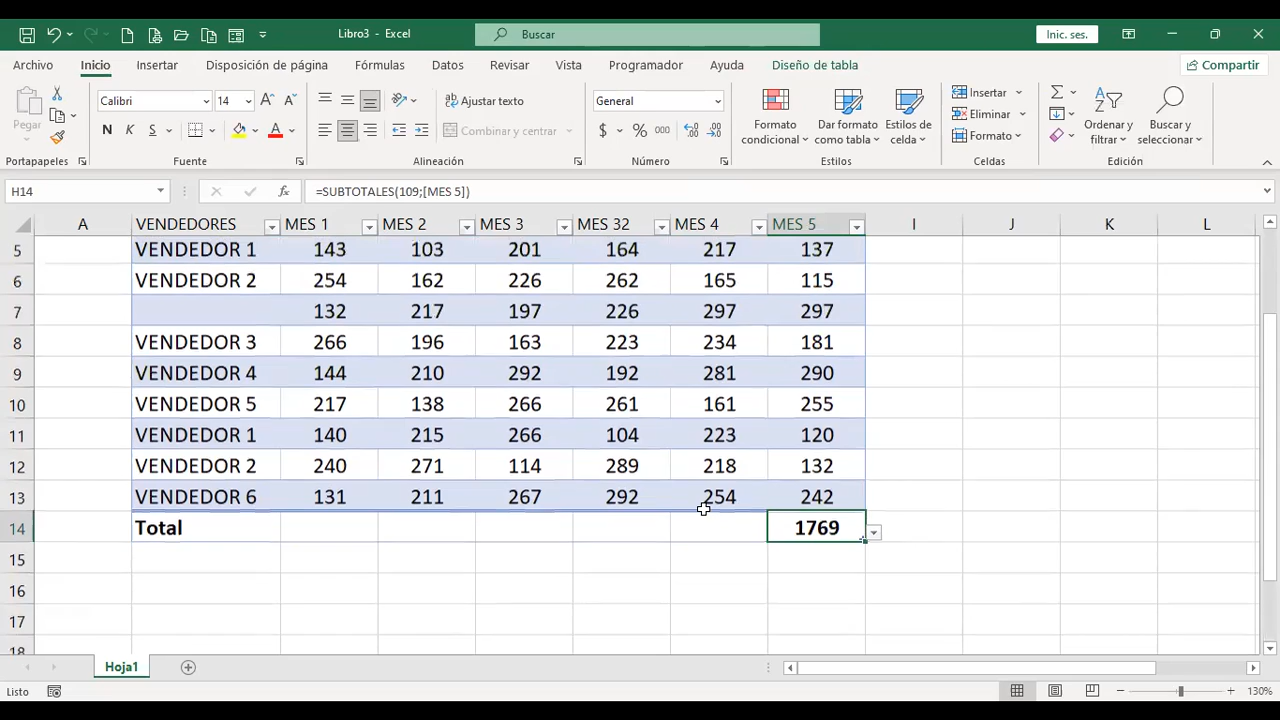 Libro3 - Excel
Buscar
Inic. ses.
Archivo Inicio Insertar Disposición de página Fórmulas Datos Revisar Vista Programador Ayuda Diseño de tabla Compartir
Pegar
Calibri 14
N K S
Ajustar texto
Combinar y centrar
General
$ % 000
Formato condicional
Dar formato como tabla
Estilos de celda
Insertar
Eliminar
Formato
Ordenar y filtrar
Buscar y seleccionar
Portapapeles Fuente Alineación Número Estilos Celdas Edición
H14 fx =SUBTOTALES(109;[MES 5])
A VENDEDORES MES 1 MES 2 MES 3 MES 32 MES 4 MES 5 I J K L
5 VENDEDOR 1 143 103 201 164 217 137
6 VENDEDOR 2 254 162 226 262 165 115
7 132 217 197 226 297 297
8 VENDEDOR 3 266 196 163 223 234 181
9 VENDEDOR 4 144 210 292 192 281 290
10 VENDEDOR 5 217 138 266 261 161 255
11 VENDEDOR 1 140 215 266 104 223 120
12 VENDEDOR 2 240 271 114 289 218 132
13 VENDEDOR 6 131 211 267 292 254 242
14 Total 1769
15
16
17
18
Hoja1
Listo 130%